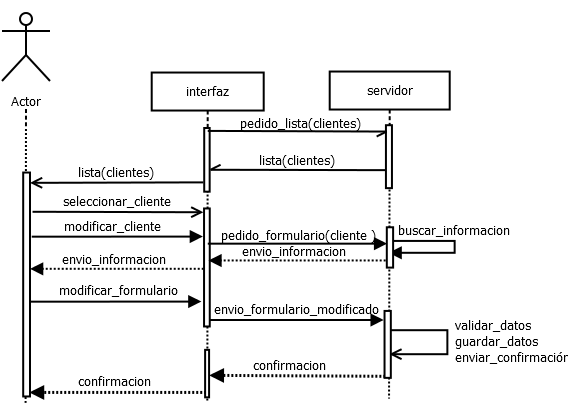 interfaz
servidor
Actor
pedido_lista(clientes)
lista(clientes)
lista(clientes)
seleccionar_cliente
modificar_cliente
pedido_formulario(cliente )
buscar_informacion
envio_informacion
envio_informacion
modificar_formulario
envio_formulario_modificado
validar_datos
guardar_datos
enviar_confirmación
confirmacion
confirmacion